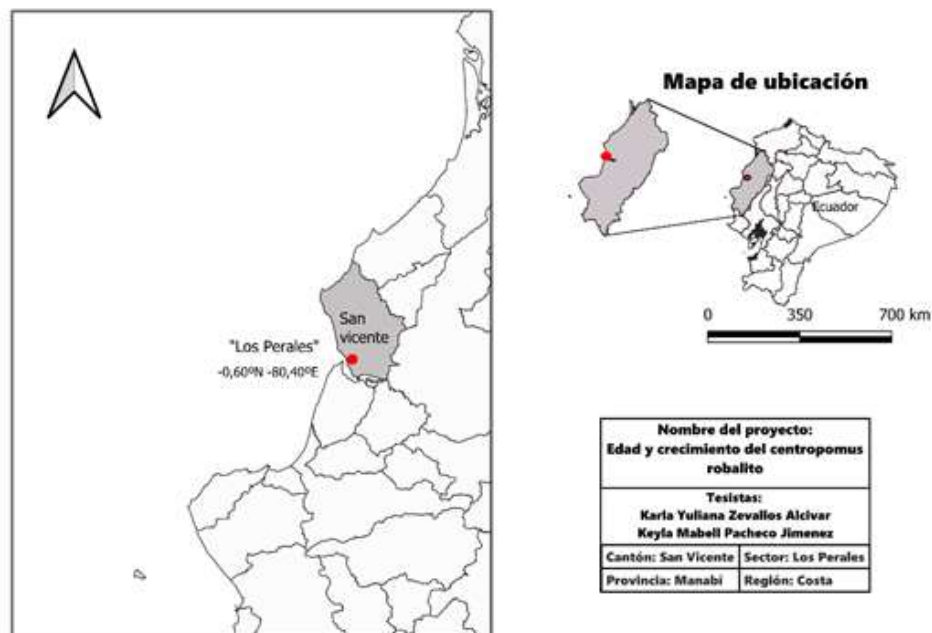 Mapa de ubicación
Ecuador
0 350 700 km
San
vicente
"Los Perales"
-0,60ºN -80,40ºE
Nombre del proyecto:
Edad y crecimiento del centropomus
robalito
Tesistas:
Karla Yuliana Zevallos Alcivar
Keyla Mabell Pacheco Jimenez
Cantón: San Vicente Sector: Los Perales
Provincia: Manabí Región: Costa